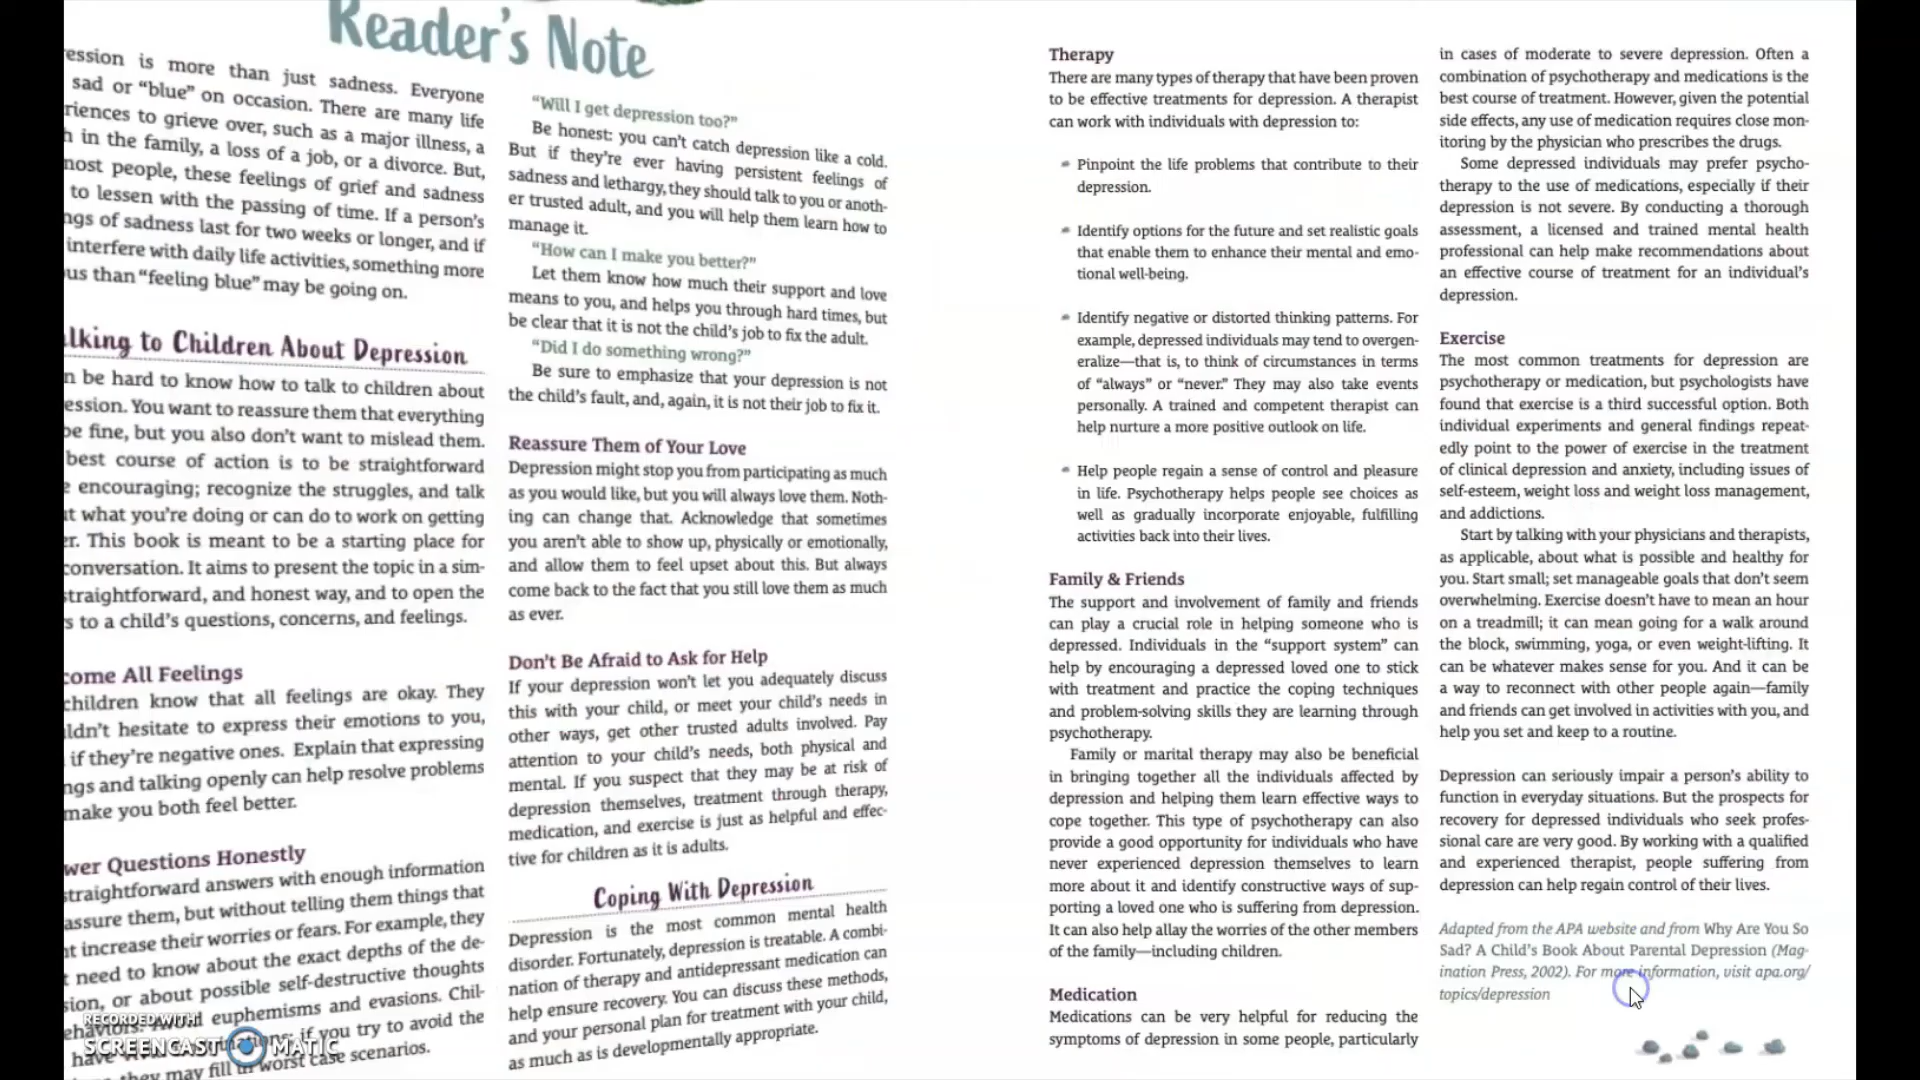 Reader's Note
is more than just sadness. Everyone
sad or “blue” on occasion. There are many life
to grieve over, such as a major illness, a
in the family, a loss of a job, or a divorce. But,
most people, these feelings of grief and sadness
to lessen with the passing of time. If a person's
of sadness last for two weeks or longer, and if
interfere with daily life activities, something more
than “feeling blue” may be going on.
to Children About Depression
be hard to know how to talk to children about
You want to reassure them that everything
be fine, but you also don't want to mislead them.
best course of action is to be straightforward
encouraging; recognize the struggles, and talk
what you're doing or can do to work on getting
This book is meant to be a starting place for
conversation. It aims to present the topic in a sim-
straightforward, and honest way, and to open the
to a child's questions, concerns, and feelings.
All Feelings
children know that all feelings are okay. They
hesitate to express their emotions to you,
if they're negative ones. Explain that expressing
and talking openly can help resolve problems
make you both feel better.
Questions Honestly
straightforward answers with enough information
them, but without telling them things that
increase their worries or fears. For example, they
need to know about the exact depths of the de-
or about possible self-destructive thoughts
euphemisms and evasions. Chil-
have if you try to avoid the
they may fill in worst case scenarios.
“Will I get depression too?”
Be honest: you can't catch depression like a cold.
But if they're ever having persistent feelings of
sadness and lethargy, they should talk to you or anoth-
er trusted adult, and you will help them learn how to
manage it.
“How can I make you better?”
Let them know how much their support and love
means to you, and helps you through hard times, but
be clear that it is not the child's job to fix the adult.
“Did I do something wrong?”
Be sure to emphasize that your depression is not
the child's fault, and, again, it is not their job to fix it.
Reassure Them of Your Love
Depression might stop you from participating as much
as you would like, but you will always love them. Noth-
ing can change that. Acknowledge that sometimes
you aren't able to show up, physically or emotionally,
and allow them to feel upset about this. But always
come back to the fact that you still love them as much
as ever.
Don't Be Afraid to Ask for Help
If your depression won't let you adequately discuss
this with your child, or meet your child's needs in
other ways, get other trusted adults involved. Pay
attention to your child's needs, both physical and
mental. If you suspect that they may be at risk of
depression themselves, treatment through therapy,
medication, and exercise is just as helpful and effec-
tive for children as it is adults.
Coping With Depression
Depression is the most common mental health
disorder. Fortunately, depression is treatable. A combi-
nation of therapy and antidepressant medication can
help ensure recovery. You can discuss these methods,
and your personal plan for treatment with your child,
as much as is developmentally appropriate.
Therapy
There are many types of therapy that have been proven
to be effective treatments for depression. A therapist
can work with individuals with depression to:
Pinpoint the life problems that contribute to their
depression.
Identify options for the future and set realistic goals
that enable them to enhance their mental and emo-
tional well-being.
Identify negative or distorted thinking patterns. For
example, depressed individuals may tend to overgen-
eralize—that is, to think of circumstances in terms
of “always” or “never.” They may also take events
personally. A trained and competent therapist can
help nurture a more positive outlook on life.
Help people regain a sense of control and pleasure
in life. Psychotherapy helps people see choices as
well as gradually incorporate enjoyable, fulfilling
activities back into their lives.
Family & Friends
The support and involvement of family and friends
can play a crucial role in helping someone who is
depressed. Individuals in the “support system” can
help by encouraging a depressed loved one to stick
with treatment and practice the coping techniques
and problem-solving skills they are learning through
psychotherapy.
Family or marital therapy may also be beneficial
in bringing together all the individuals affected by
depression and helping them learn effective ways to
cope together. This type of psychotherapy can also
provide a good opportunity for individuals who have
never experienced depression themselves to learn
more about it and identify constructive ways of sup-
porting a loved one who is suffering from depression.
It can also help allay the worries of the other members
of the family—including children.
Medication
Medications can be very helpful for reducing the
symptoms of depression in some people, particularly
in cases of moderate to severe depression. Often a
combination of psychotherapy and medications is the
best course of treatment. However, given the potential
side effects, any use of medication requires close mon-
itoring by the physician who prescribes the drugs.
Some depressed individuals may prefer psycho-
therapy to the use of medications, especially if their
depression is not severe. By conducting a thorough
assessment, a licensed and trained mental health
professional can help make recommendations about
an effective course of treatment for an individual's
depression.
Exercise
The most common treatments for depression are
psychotherapy or medication, but psychologists have
found that exercise is a third successful option. Both
individual experiments and general findings repeat-
edly point to the power of exercise in the treatment
of clinical depression and anxiety, including issues of
self-esteem, weight loss and weight loss management,
and addictions.
Start by talking with your physicians and therapists,
as applicable, about what is possible and healthy for
you. Start small; set manageable goals that don't seem
overwhelming. Exercise doesn't have to mean an hour
on a treadmill; it can mean going for a walk around
the block, swimming, yoga, or even weight-lifting. It
can be whatever makes sense for you. And it can be
a way to reconnect with other people again—family
and friends can get involved in activities with you, and
help you set and keep to a routine.
Depression can seriously impair a person's ability to
function in everyday situations. But the prospects for
recovery for depressed individuals who seek profes-
sional care are very good. By working with a qualified
and experienced therapist, people suffering from
depression can help regain control of their lives.
Adapted from the APA website and from Why Are You So
Sad? A Child's Book About Parental Depression (Mag-
ination Press, 2002). For more information, visit apa.org/
topics/depression
RECORDED WITH
SCREENCAST MATIC